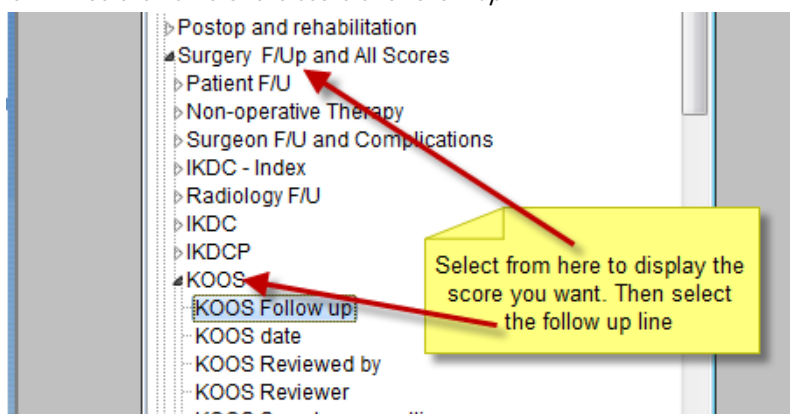 Postop and rehabilitation
Surgery F/Up and All Scores
Patient F/U
Non-operative Therapy
Surgeon F/U and Complications
IKDC - Index
Radiology F/U
IKDC
IKDCP
KOOS
KOOS Follow up
KOOS date
KOOS Reviewed by
KOOS Reviewer
Select from here to display the
score you want. Then select
the follow up line